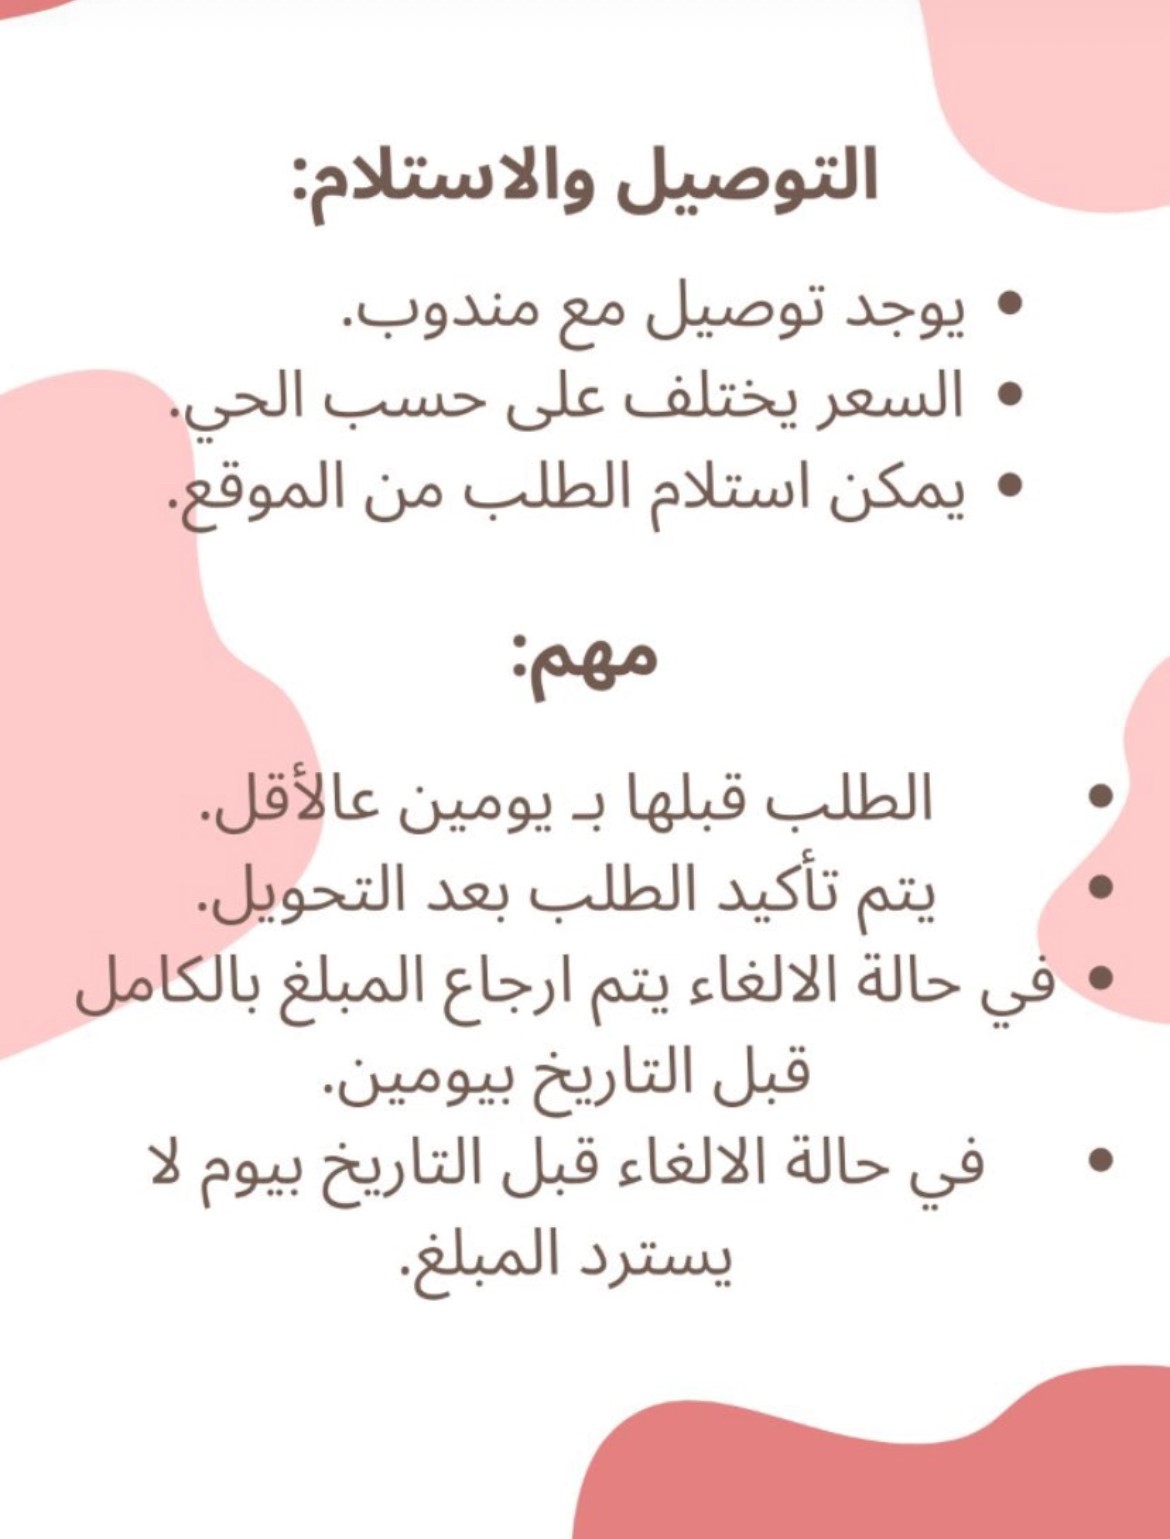 التوصيل والاستلام:
• يوجد توصيل مع مندوب.
• السعر يختلف على حسب الحي.
• يمكن استلام الطلب من الموقع.
مهم:
• الطلب قبلها بـ يومين عالأقل.
• يتم تأكيد الطلب بعد التحويل.
• في حالة الالغاء يتم ارجاع المبلغ بالكامل
قبل التاريخ بيومين.
• في حالة الالغاء قبل التاريخ بيوم لا
يسترد المبلغ.